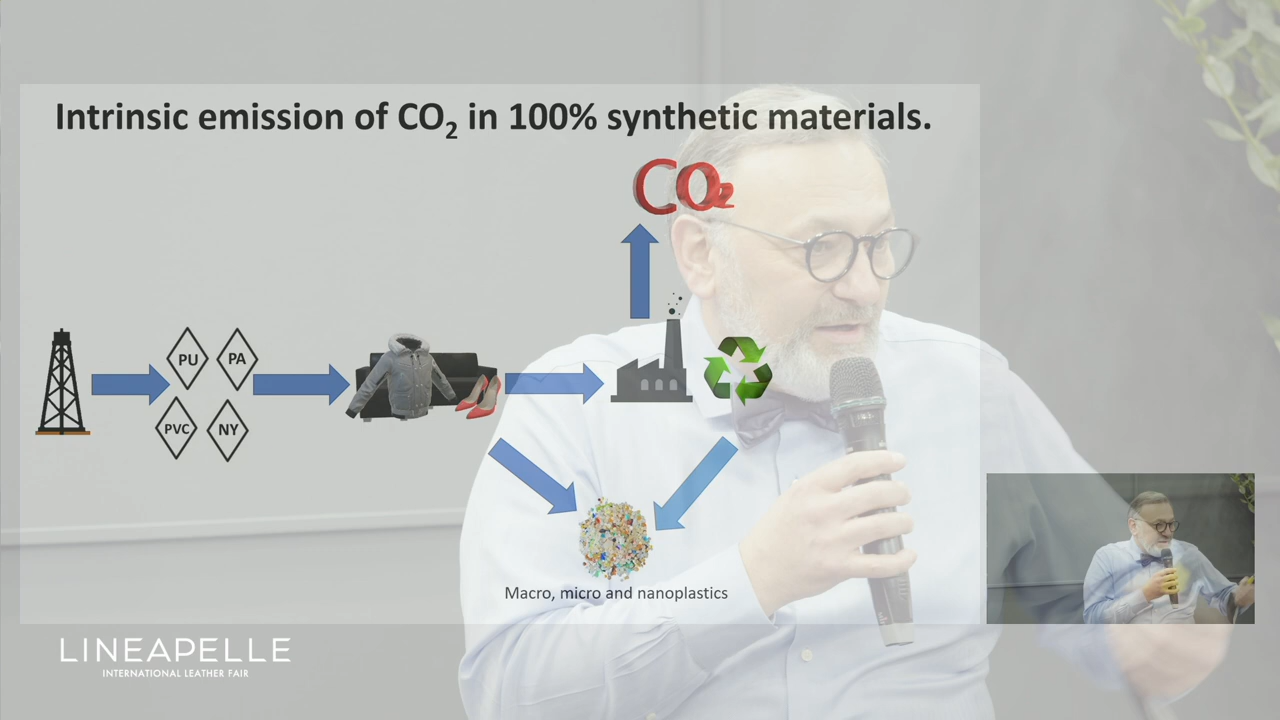 Intrinsic emission of CO₂ in 100% synthetic materials.
CO₂
PU
PA
PVC
NY
Macro, micro and nanoplastics
LINEAPELLE
INTERNATIONAL LEATHER FAIR